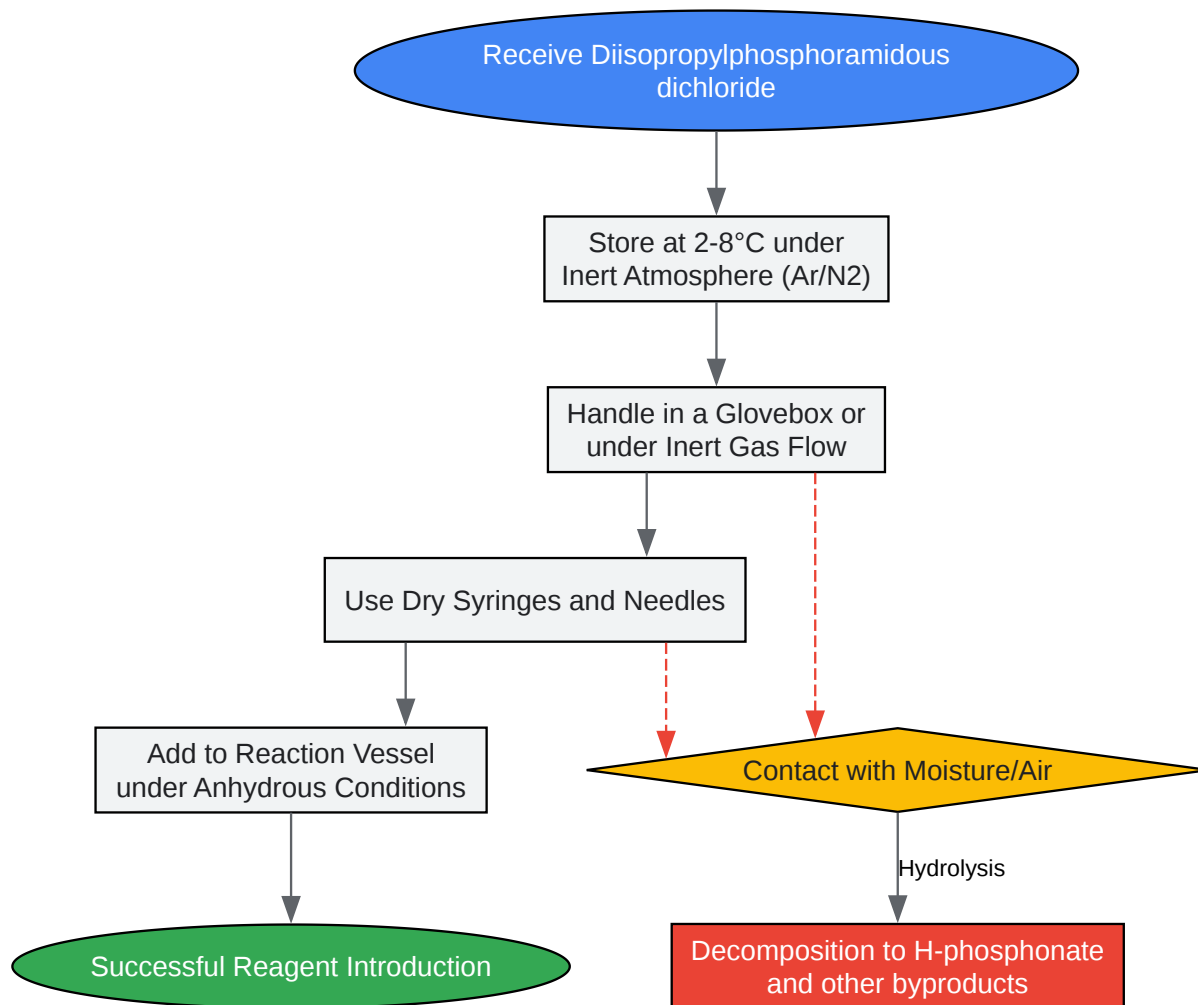 Receive Diisopropylphosphoramidous
dichloride
Store at 2-8°C under
Inert Atmosphere (Ar/N2)
Handle in a Glovebox or
under Inert Gas Flow
Use Dry Syringes and Needles
Add to Reaction Vessel
under Anhydrous Conditions
Contact with Moisture/Air
Hydrolysis
Successful Reagent Introduction
Decomposition to H-phosphonate
and other byproducts